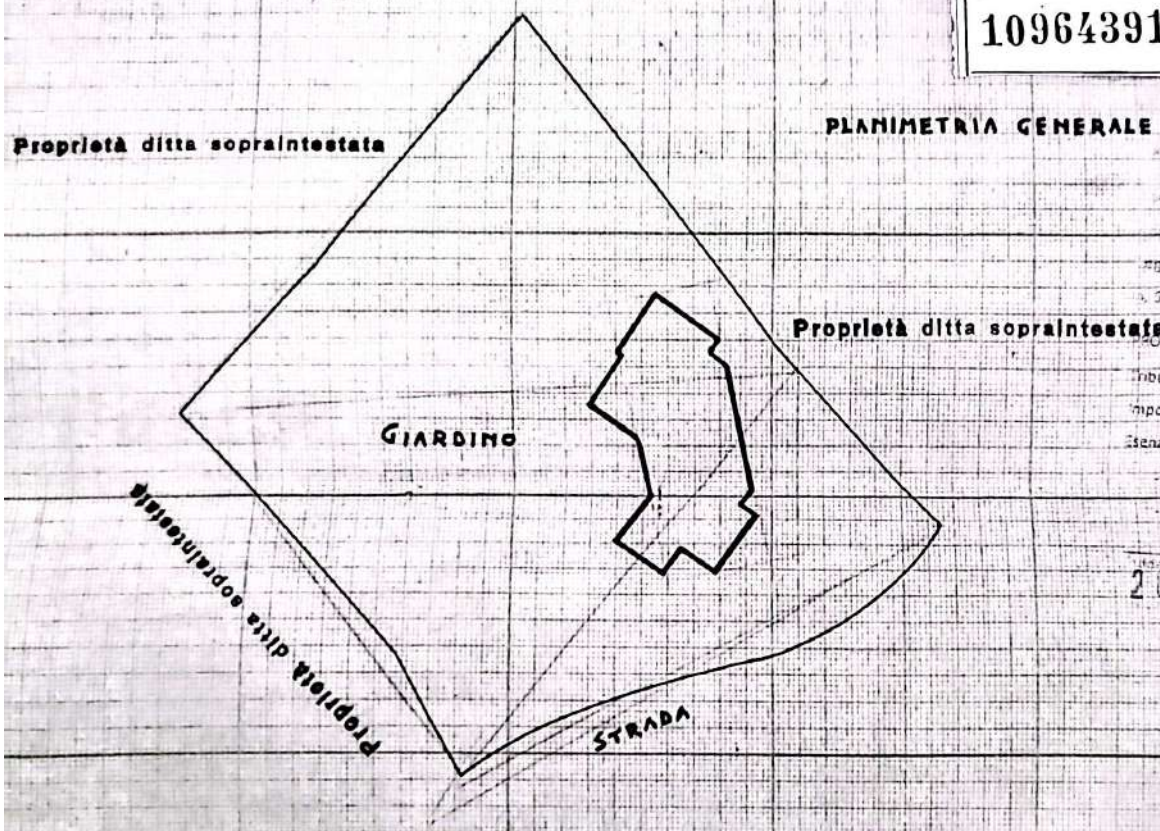 10964391
PLANIMETRIA GENERALE
Proprietà ditta sopraintestata
Proprietà ditta sopraintestata
GIARDINO
Proprietà ditta sopraintestata
STRADA